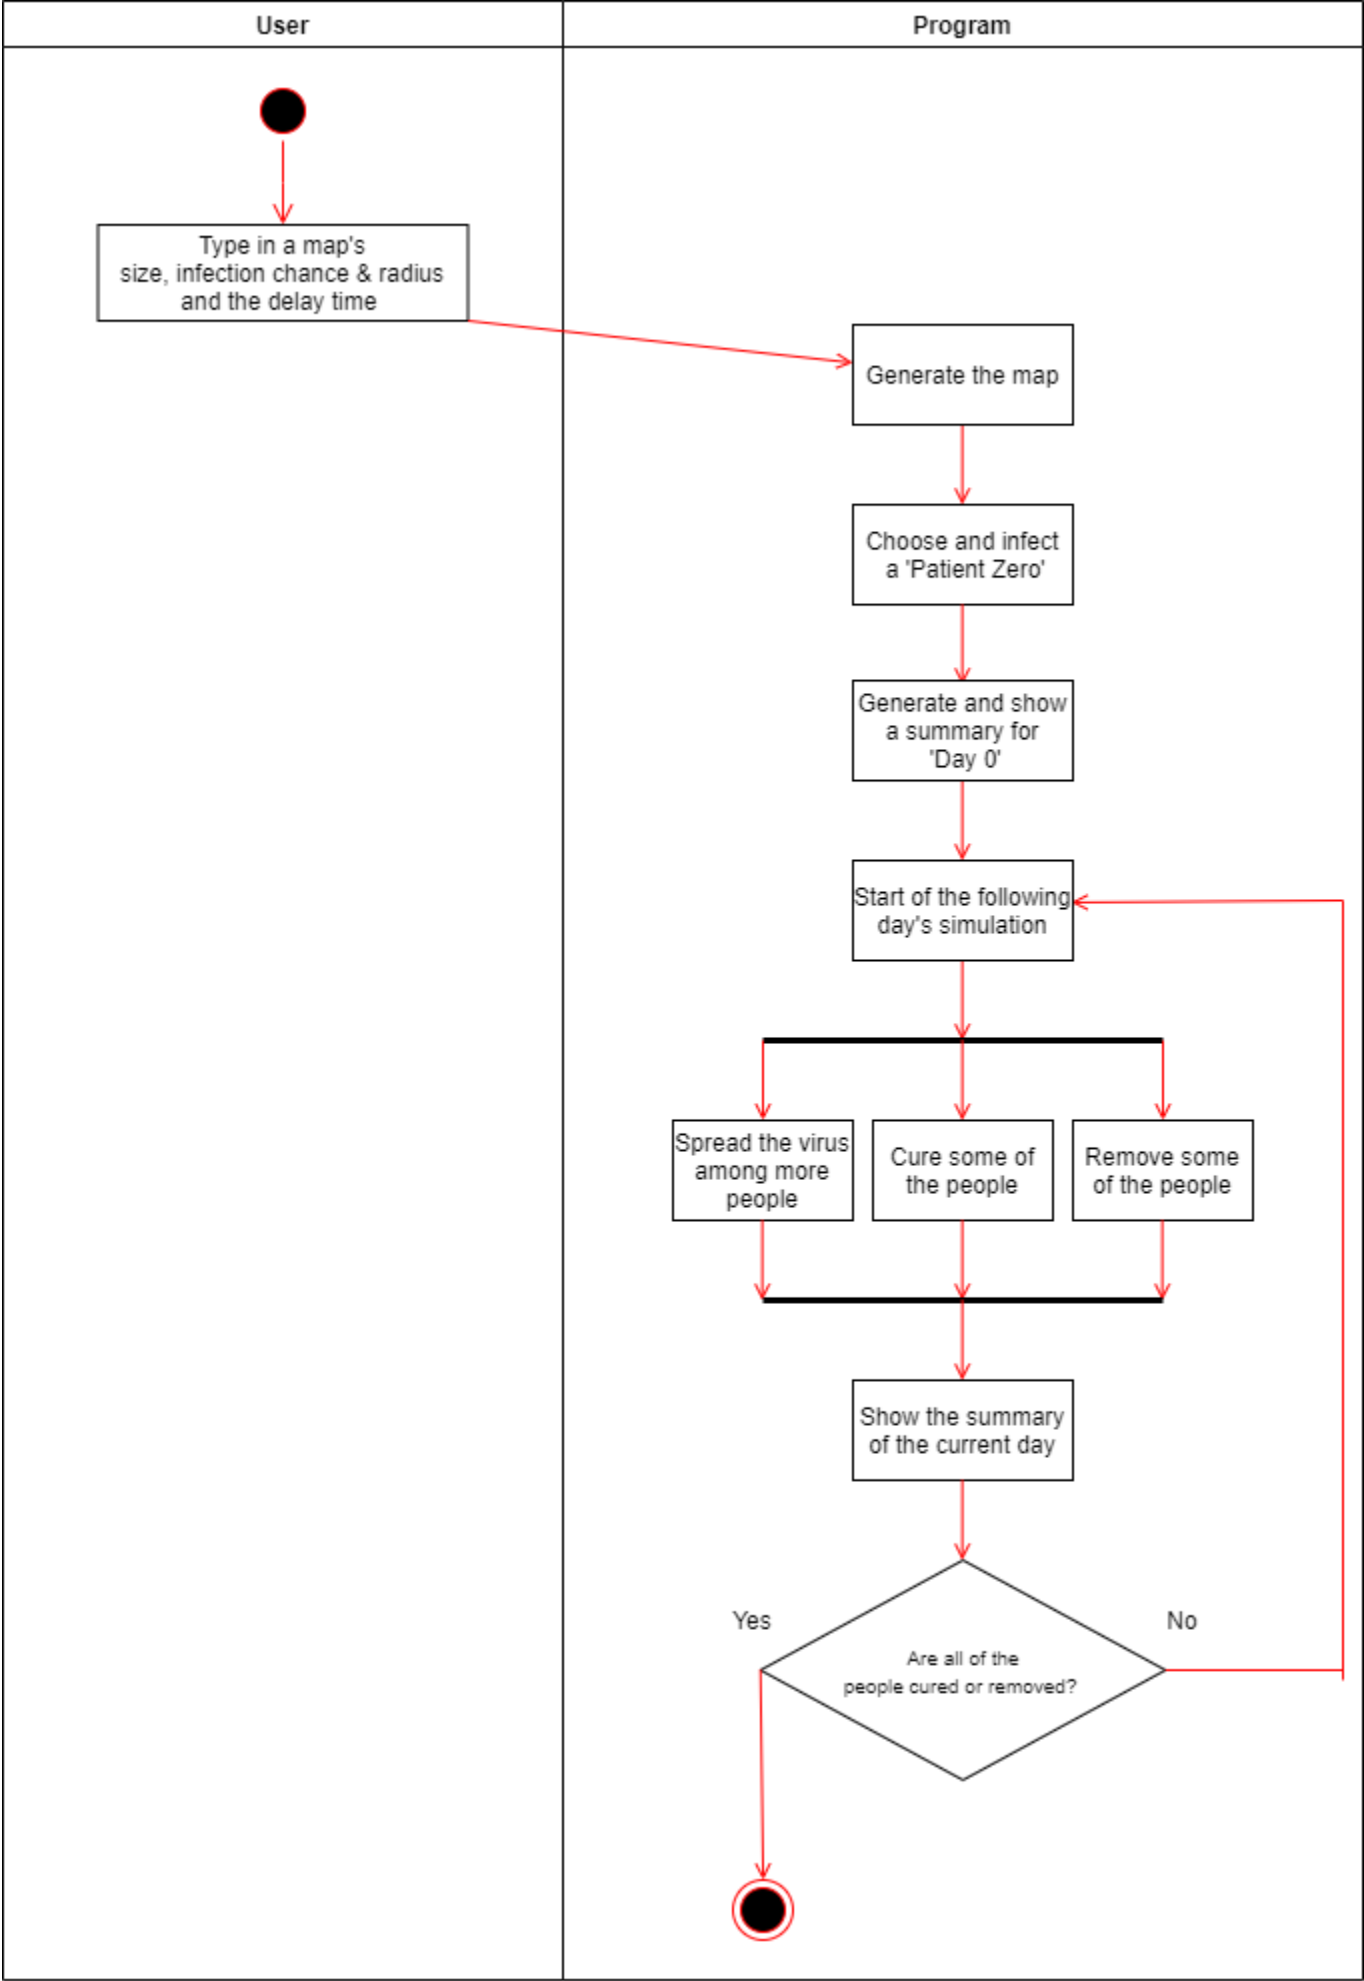 User
Program
Type in a map's
size, infection chance & radius
and the delay time
Generate the map
Choose and infect
a 'Patient Zero'
Generate and show
a summary for
'Day 0'
Start of the following
day's simulation
Spread the virus
among more
people
Cure some of
the people
Remove some
of the people
Show the summary
of the current day
Yes
No
Are all of the
people cured or removed?